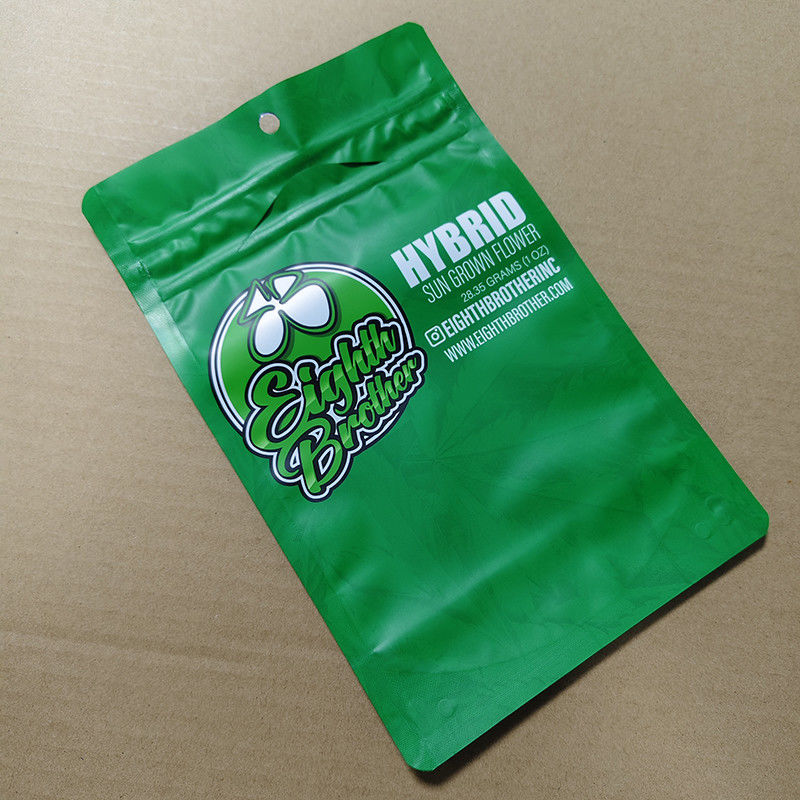 HYBRID
SUN GROWN FLOWER
28.35 GRAMS (1 OZ)
EIGHTHBROTHERINC
WWW.EIGHTHBROTHER.COM
Eighth
Brother